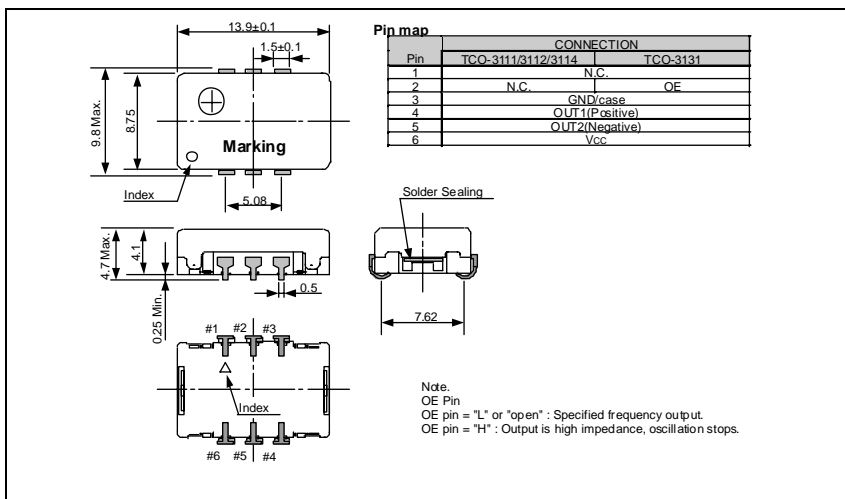 13.9±0.1
1.5±0.1
9.8 Max.
8.75
Marking
Index
5.08
Pin map
CONNECTION
Pin TCO-3111/3112/3114 TCO-3131
1 N.C.
2 N.C. OE
3 GND/case
4 OUT1(Positive)
5 OUT2(Negative)
6 Vcc
Solder Sealing
4.7 Max.
4.1
0.25 Min.
0.5
7.62
#1 #2 #3
Index
#6 #5 #4
Note.
OE Pin
OE pin = "L" or "open" : Specified frequency output.
OE pin = "H" : Output is high impedance, oscillation stops.